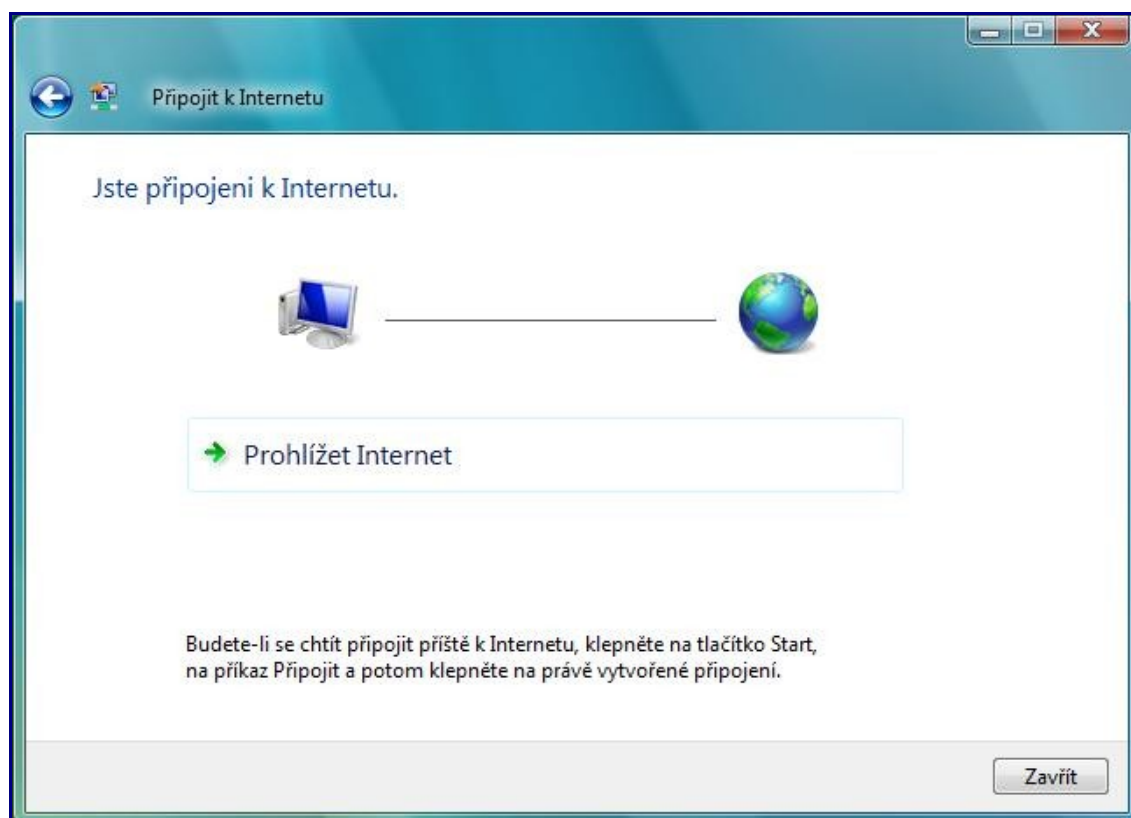 Připojit k Internetu
Jste připojeni k Internetu.
Prohlížet Internet
Budete-li se chtít připojit příště k Internetu, klepněte na tlačítko Start,
na příkaz Připojit a potom klepněte na právě vytvořené připojení.
Zavřít